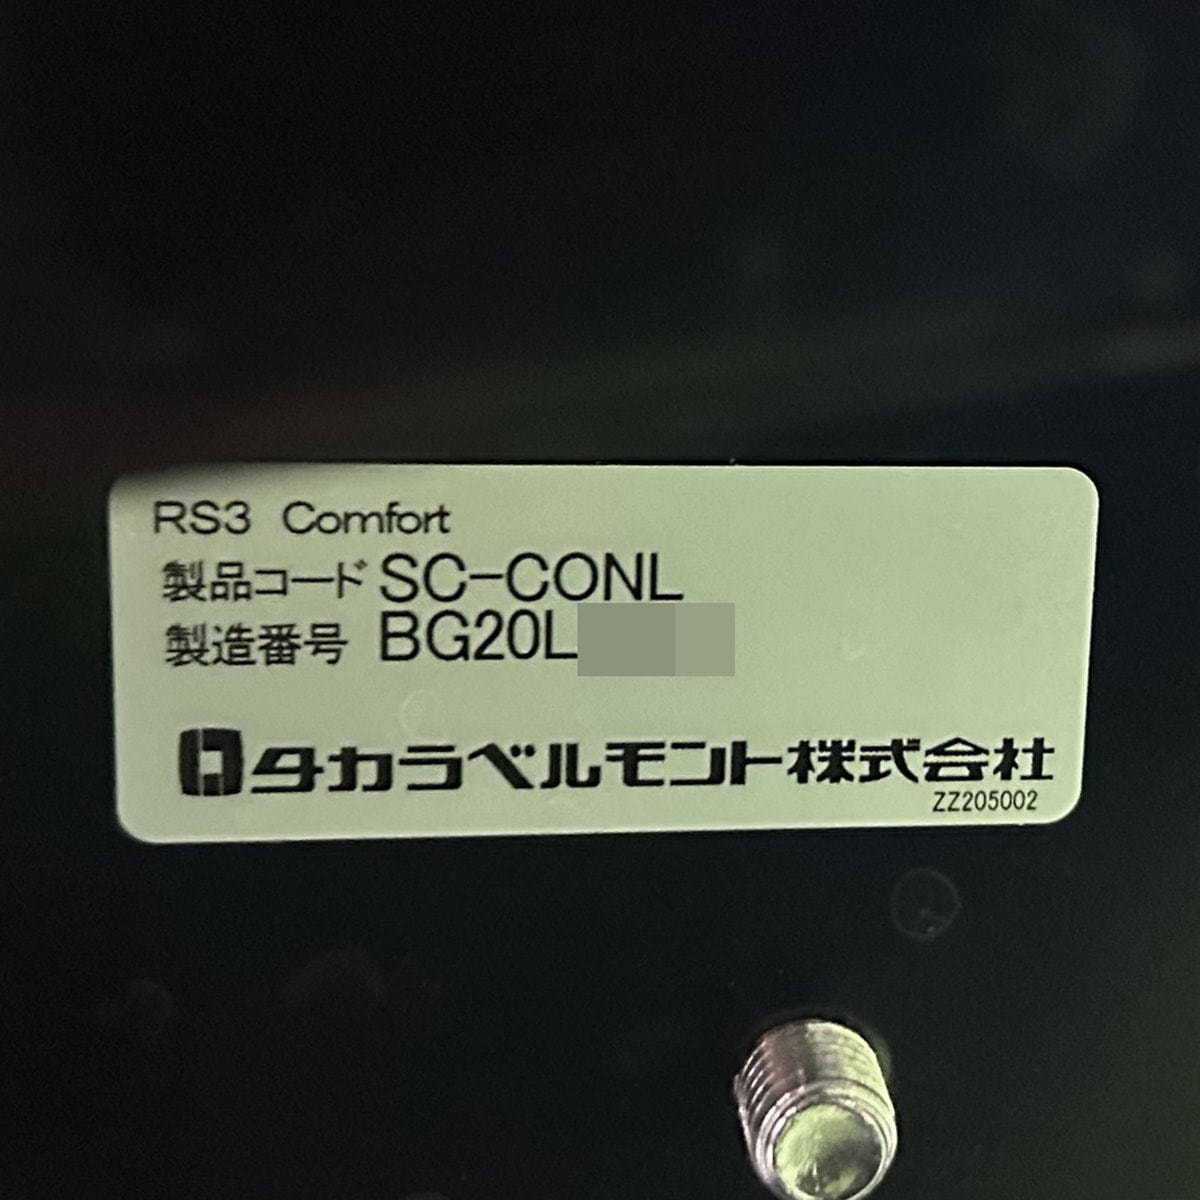 RS3 Comfort
製品コード SC-CONL
製造番号 BG20L
タカラベルモント株式会社
ZZ205002